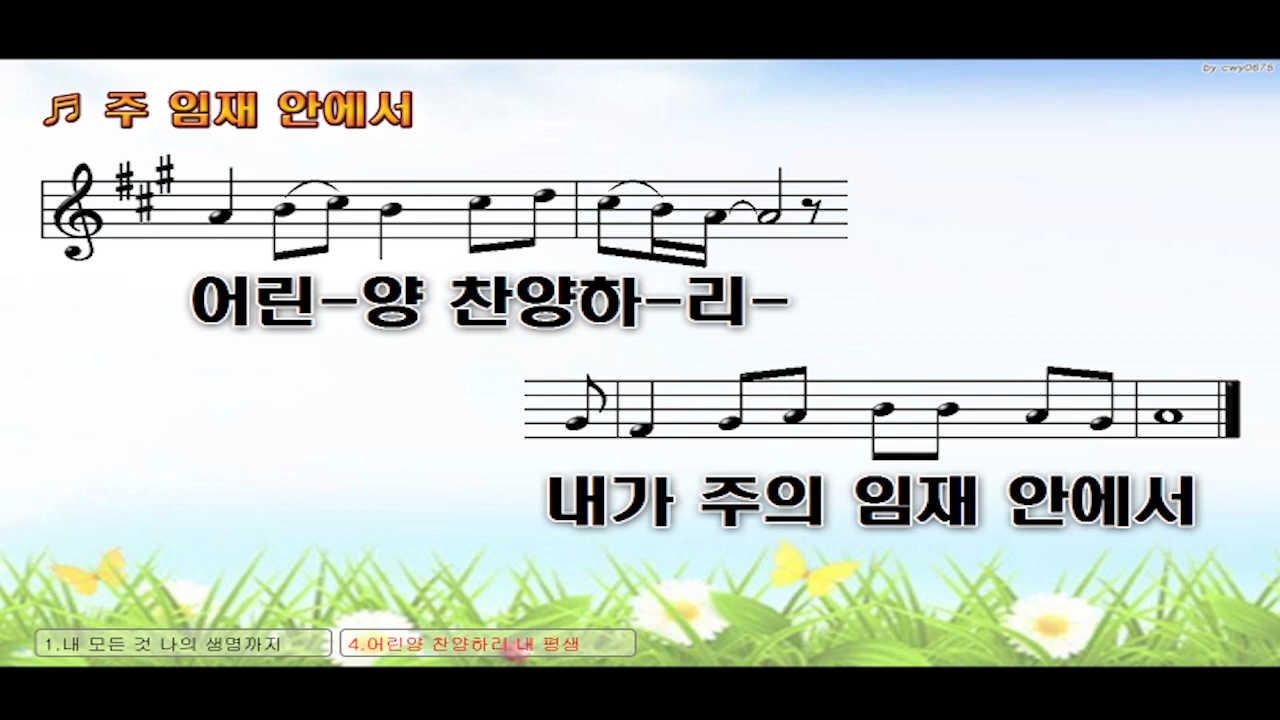 by cwy0675
주 임재 안에서
어린-양 찬양하-리-
내가 주의 임재 안에서
1.내 모든 것 나의 생명까지
4.어린양 찬양하리 내 평생